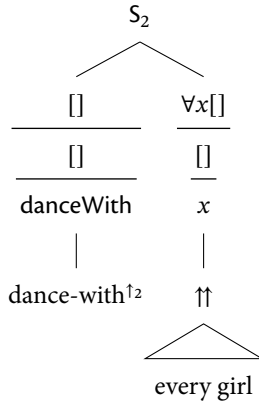 S₂
[] ∀x[]
[] []
danceWith x
dance-with↑2 ⇈
every girl